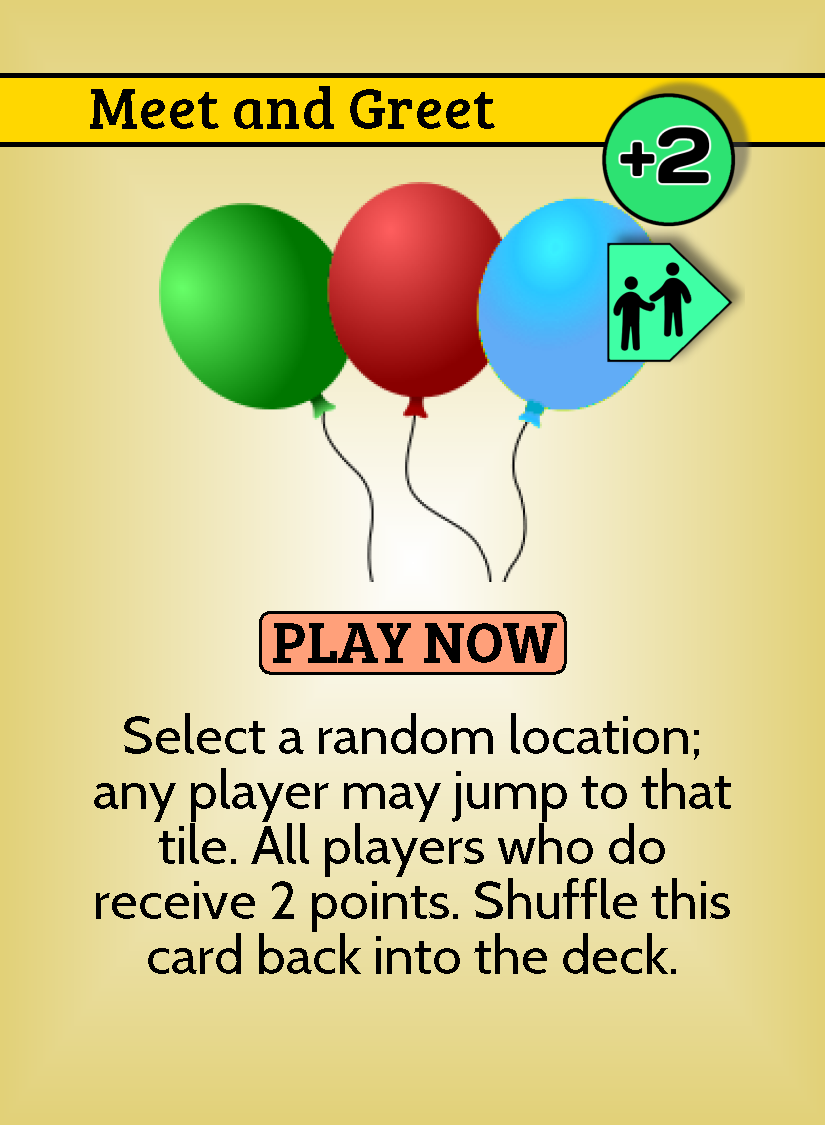 Meet and Greet
+2
PLAY NOW
Select a random location;
any player may jump to that
tile. All players who do
receive 2 points. Shuffle this
card back into the deck.